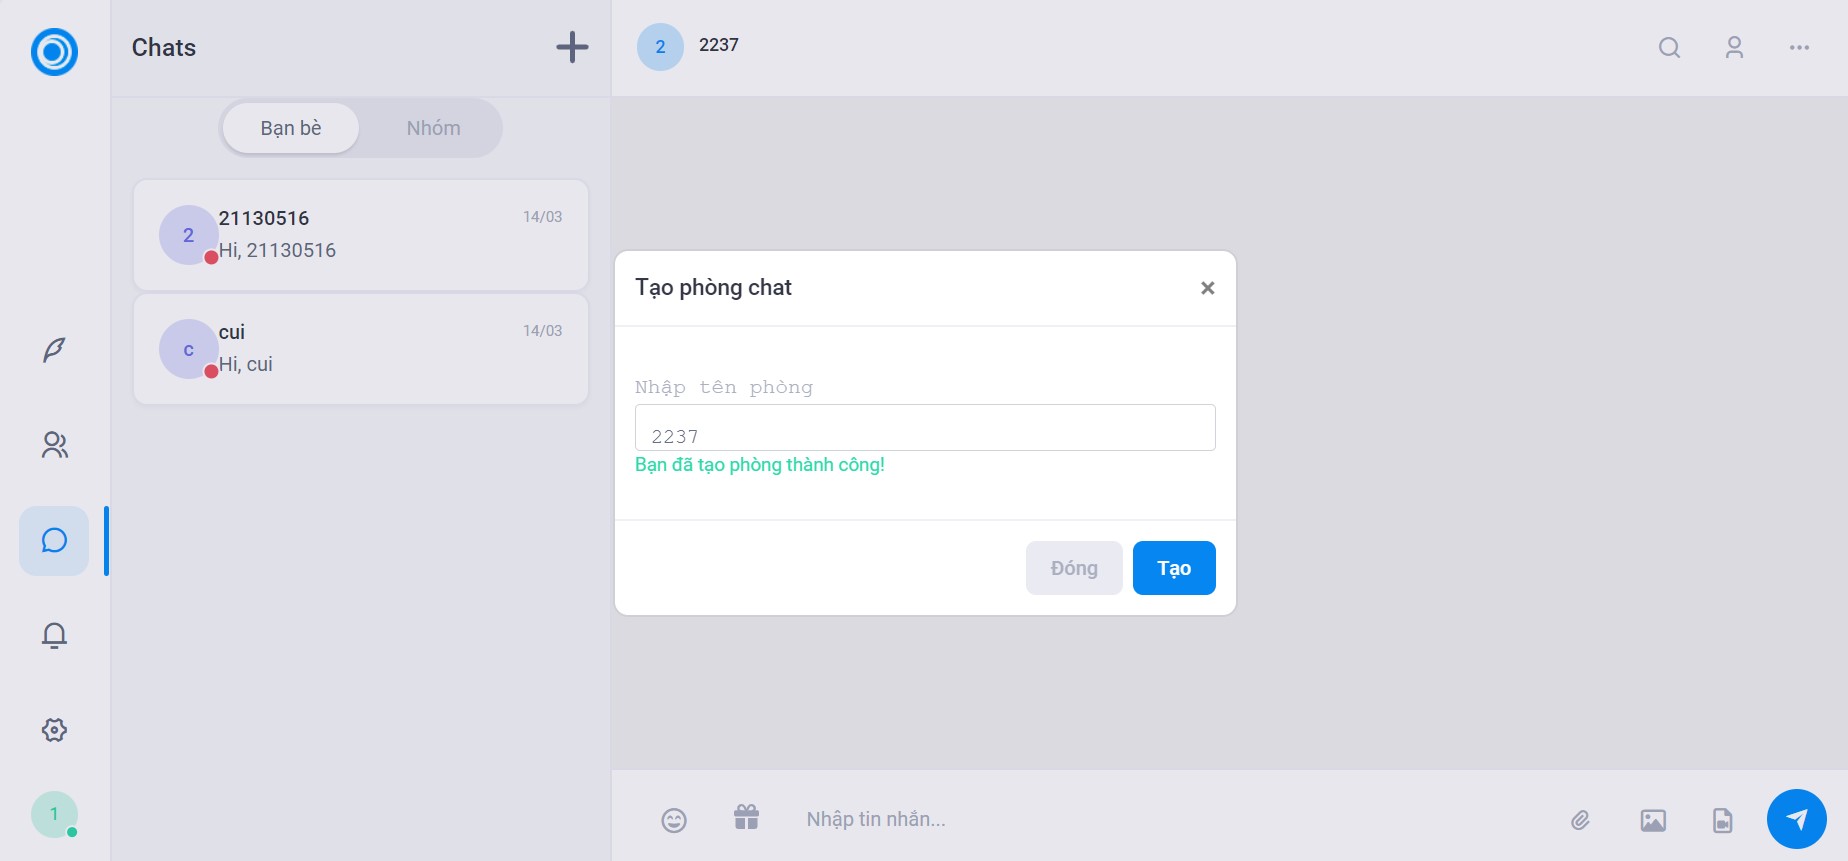 Chats
2
2237
Bạn bè
Nhóm
2
21130516
14/03
Hi, 21130516
c
cui
14/03
Hi, cui
Tạo phòng chat
×
Nhập tên phòng
2237
Bạn đã tạo phòng thành công!
Đóng
Tạo
1
Nhập tin nhắn...